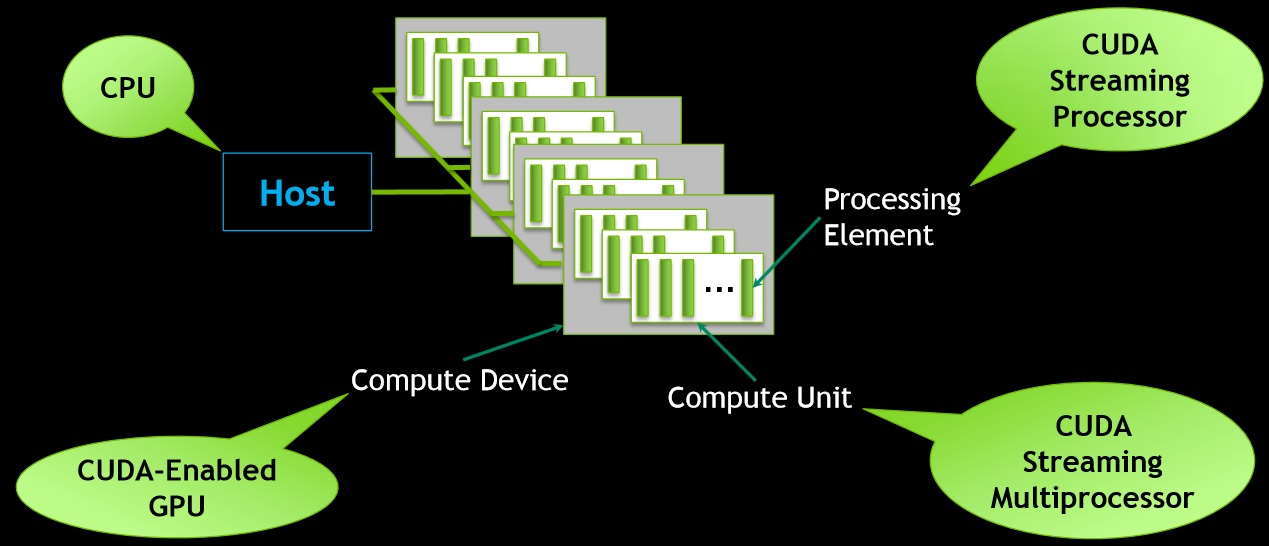 CPU
Host
CUDA
Streaming
Processor
Processing
Element
...
Compute Device
Compute Unit
CUDA-Enabled
GPU
CUDA
Streaming
Multiprocessor